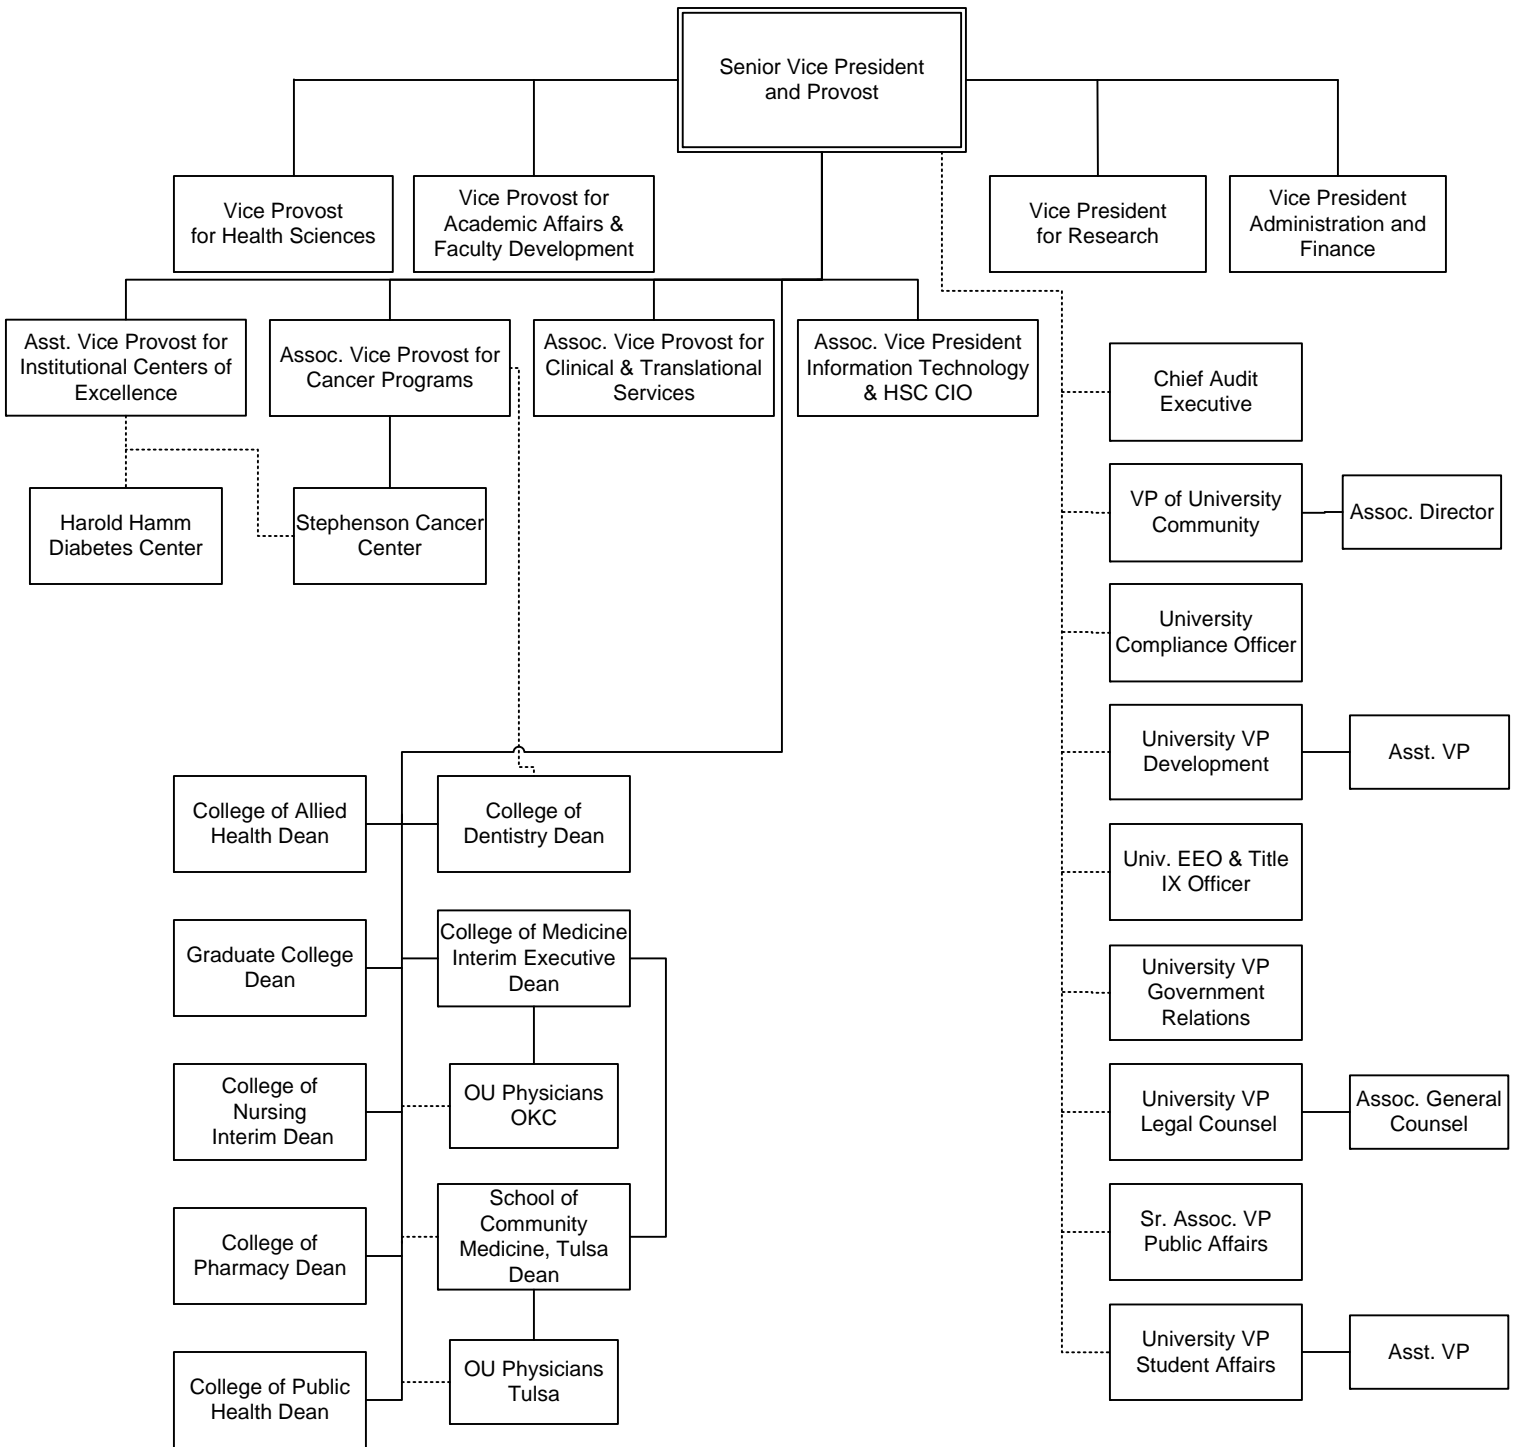 Senior Vice President
and Provost
Vice Provost
for Health Sciences
Vice Provost for
Academic Affairs &
Faculty Development
Vice President
for Research
Vice President
Administration and
Finance
Asst. Vice Provost for
Institutional Centers of
Excellence
Assoc. Vice Provost for
Cancer Programs
Assoc. Vice Provost for
Clinical & Translational
Services
Assoc. Vice President
Information Technology
& HSC CIO
Harold Hamm
Diabetes Center
Stephenson Cancer
Center
Chief Audit
Executive
VP of University
Community
Assoc. Director
University
Compliance Officer
University VP
Development
Asst. VP
Univ. EEO & Title
IX Officer
University VP
Government
Relations
University VP
Legal Counsel
Assoc. General
Counsel
Sr. Assoc. VP
Public Affairs
University VP
Student Affairs
Asst. VP
College of Allied
Health Dean
College of
Dentistry Dean
Graduate College
Dean
College of Medicine
Interim Executive
Dean
College of
Nursing
Interim Dean
OU Physicians
OKC
College of
Pharmacy Dean
School of
Community
Medicine, Tulsa
Dean
College of Public
Health Dean
OU Physicians
Tulsa